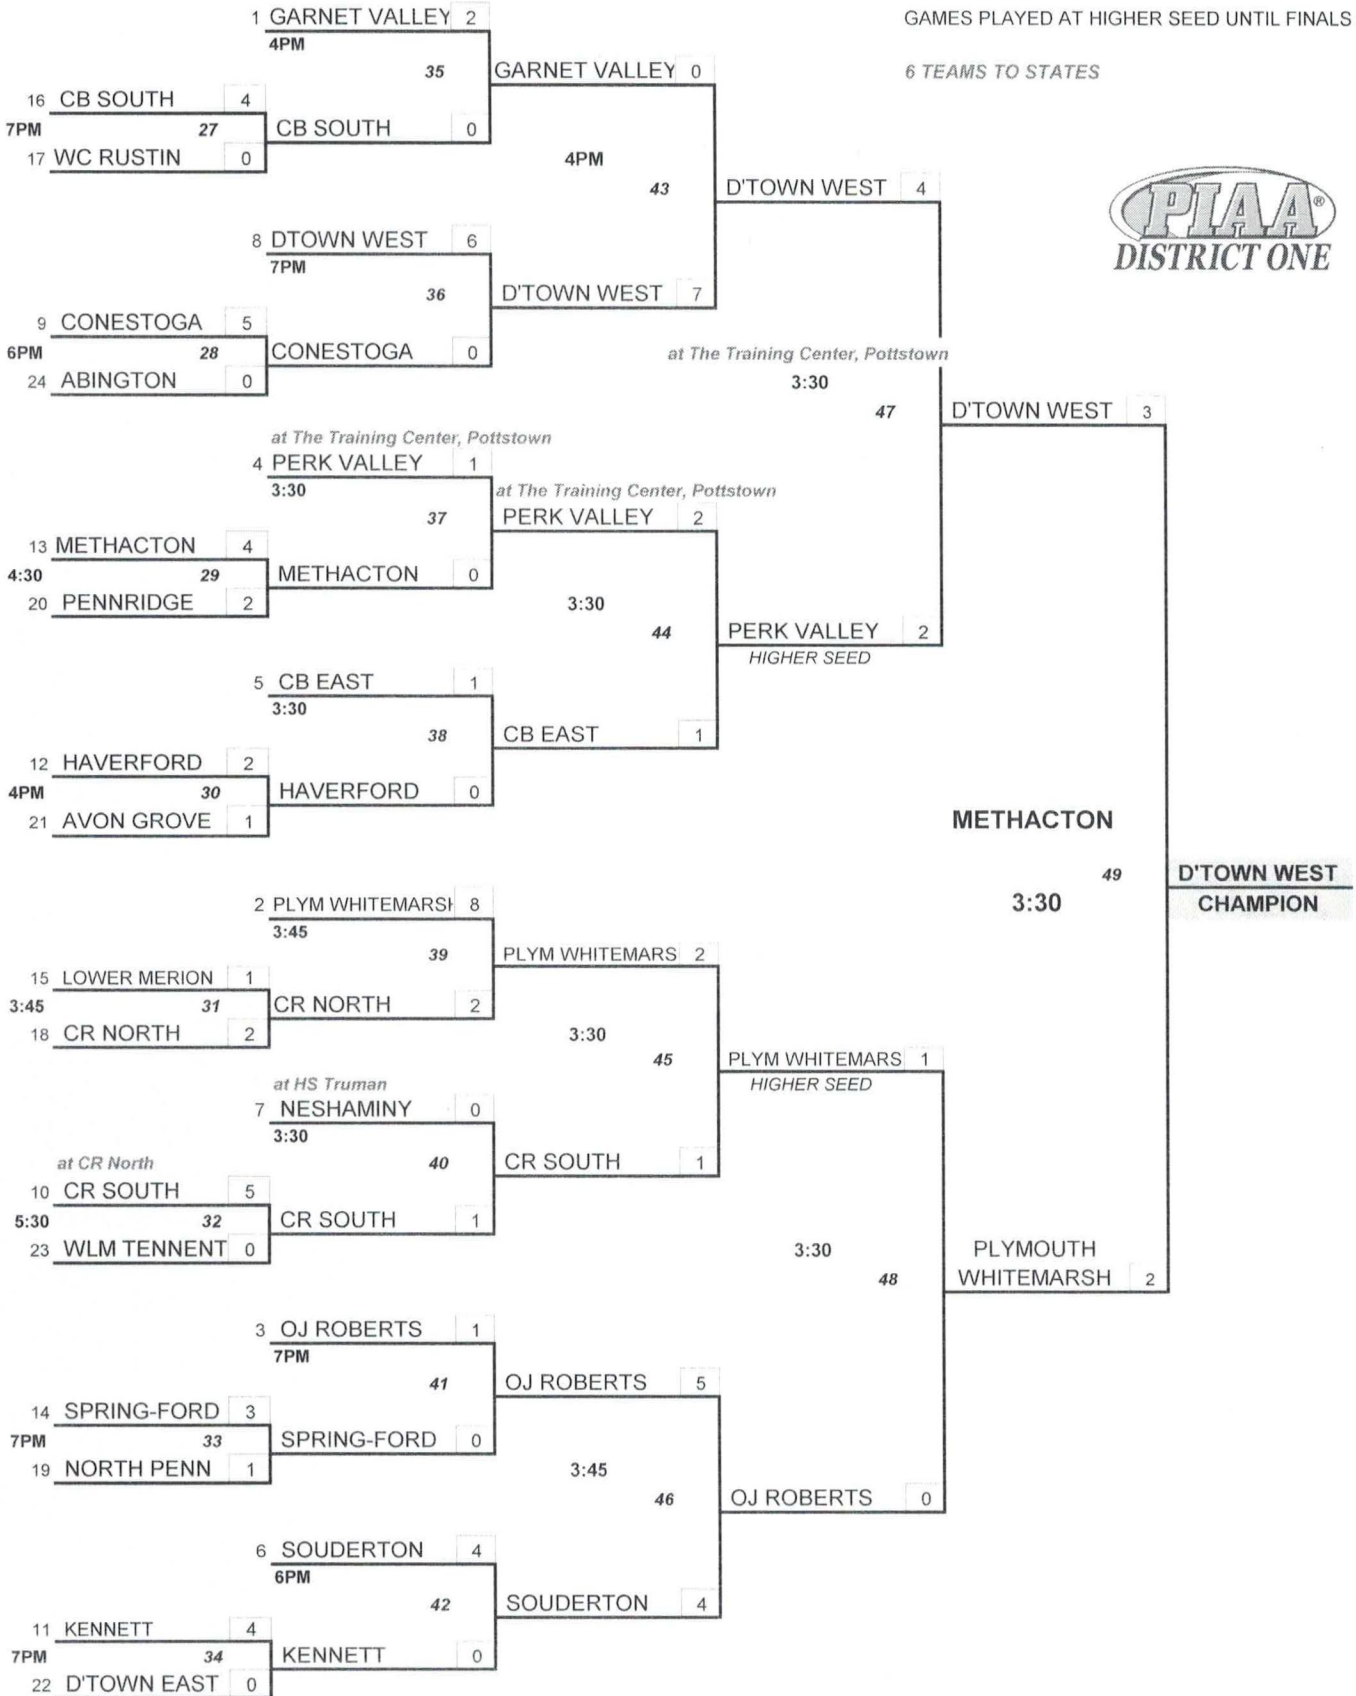 1 GARNET VALLEY 2
GAMES PLAYED AT HIGHER SEED UNTIL FINALS
4PM
35
GARNET VALLEY 0
6 TEAMS TO STATES
16 CB SOUTH 4
7PM 27
CB SOUTH 0
17 WC RUSTIN 0
4PM
43
D'TOWN WEST 4
PIAA®
DISTRICT ONE
8 DTOWN WEST 6
7PM
36
D'TOWN WEST 7
9 CONESTOGA 5
6PM 28
CONESTOGA 0
24 ABINGTON 0
at The Training Center, Pottstown
3:30
47
D'TOWN WEST 3
at The Training Center, Pottstown
4 PERK VALLEY 1
3:30
37
at The Training Center, Pottstown
PERK VALLEY 2
13 METHACTON 4
4:30 29
METHACTON 0
20 PENNRIDGE 2
3:30
44
PERK VALLEY 2
HIGHER SEED
5 CB EAST 1
3:30
38
CB EAST 1
12 HAVERFORD 2
4PM 30
HAVERFORD 0
21 AVON GROVE 1
METHACTON
49
3:30
D'TOWN WEST
CHAMPION
2 PLYM WHITEMARSH 8
3:45
39
PLYM WHITEMARS 2
15 LOWER MERION 1
3:45 31
CR NORTH 2
18 CR NORTH 2
3:30
45
PLYM WHITEMARS 1
HIGHER SEED
at HS Truman
7 NESHAMINY 0
3:30
40
CR SOUTH 1
at CR North
10 CR SOUTH 5
5:30 32
CR SOUTH 1
23 WLM TENNENT 0
3:30
48
PLYMOUTH
WHITEMARSH 2
3 OJ ROBERTS 1
7PM
41
OJ ROBERTS 5
14 SPRING-FORD 3
7PM 33
SPRING-FORD 0
19 NORTH PENN 1
3:45
46
OJ ROBERTS 0
6 SOUDERTON 4
6PM
42
SOUDERTON 4
11 KENNETT 4
7PM 34
KENNETT 0
22 D'TOWN EAST 0